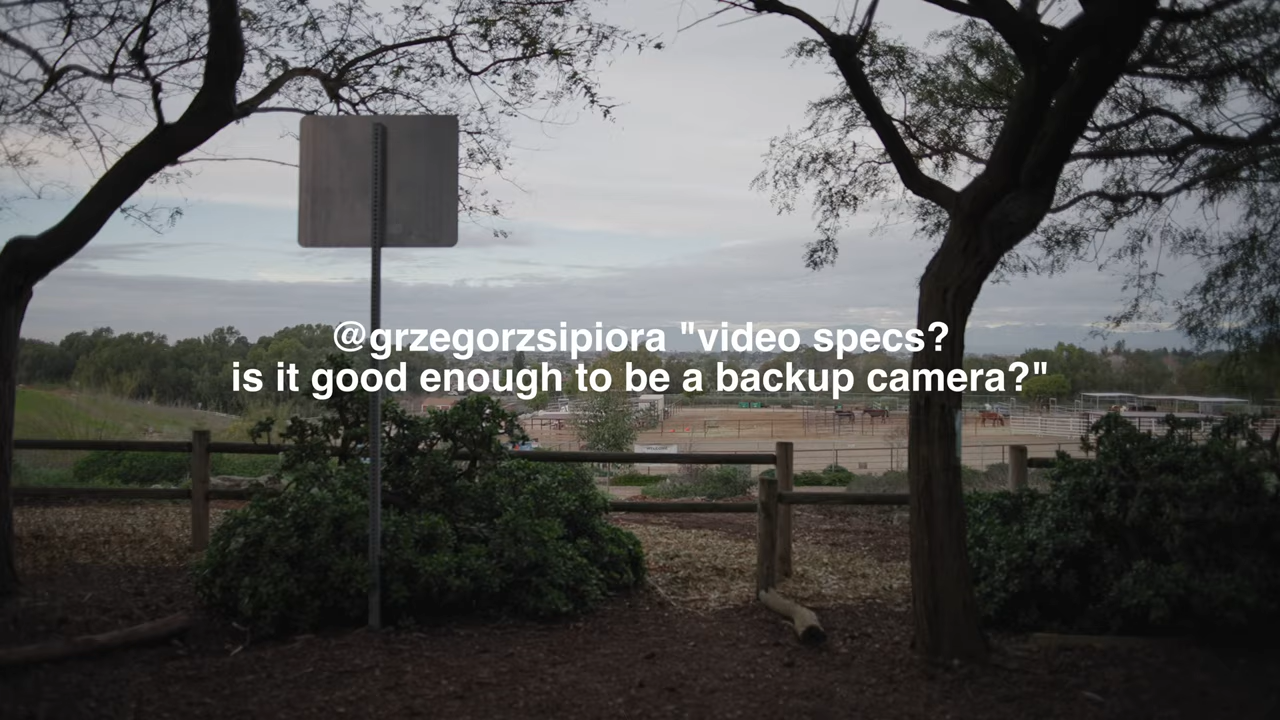 @grzegorzsipiora "video specs?
is it good enough to be a backup camera?"